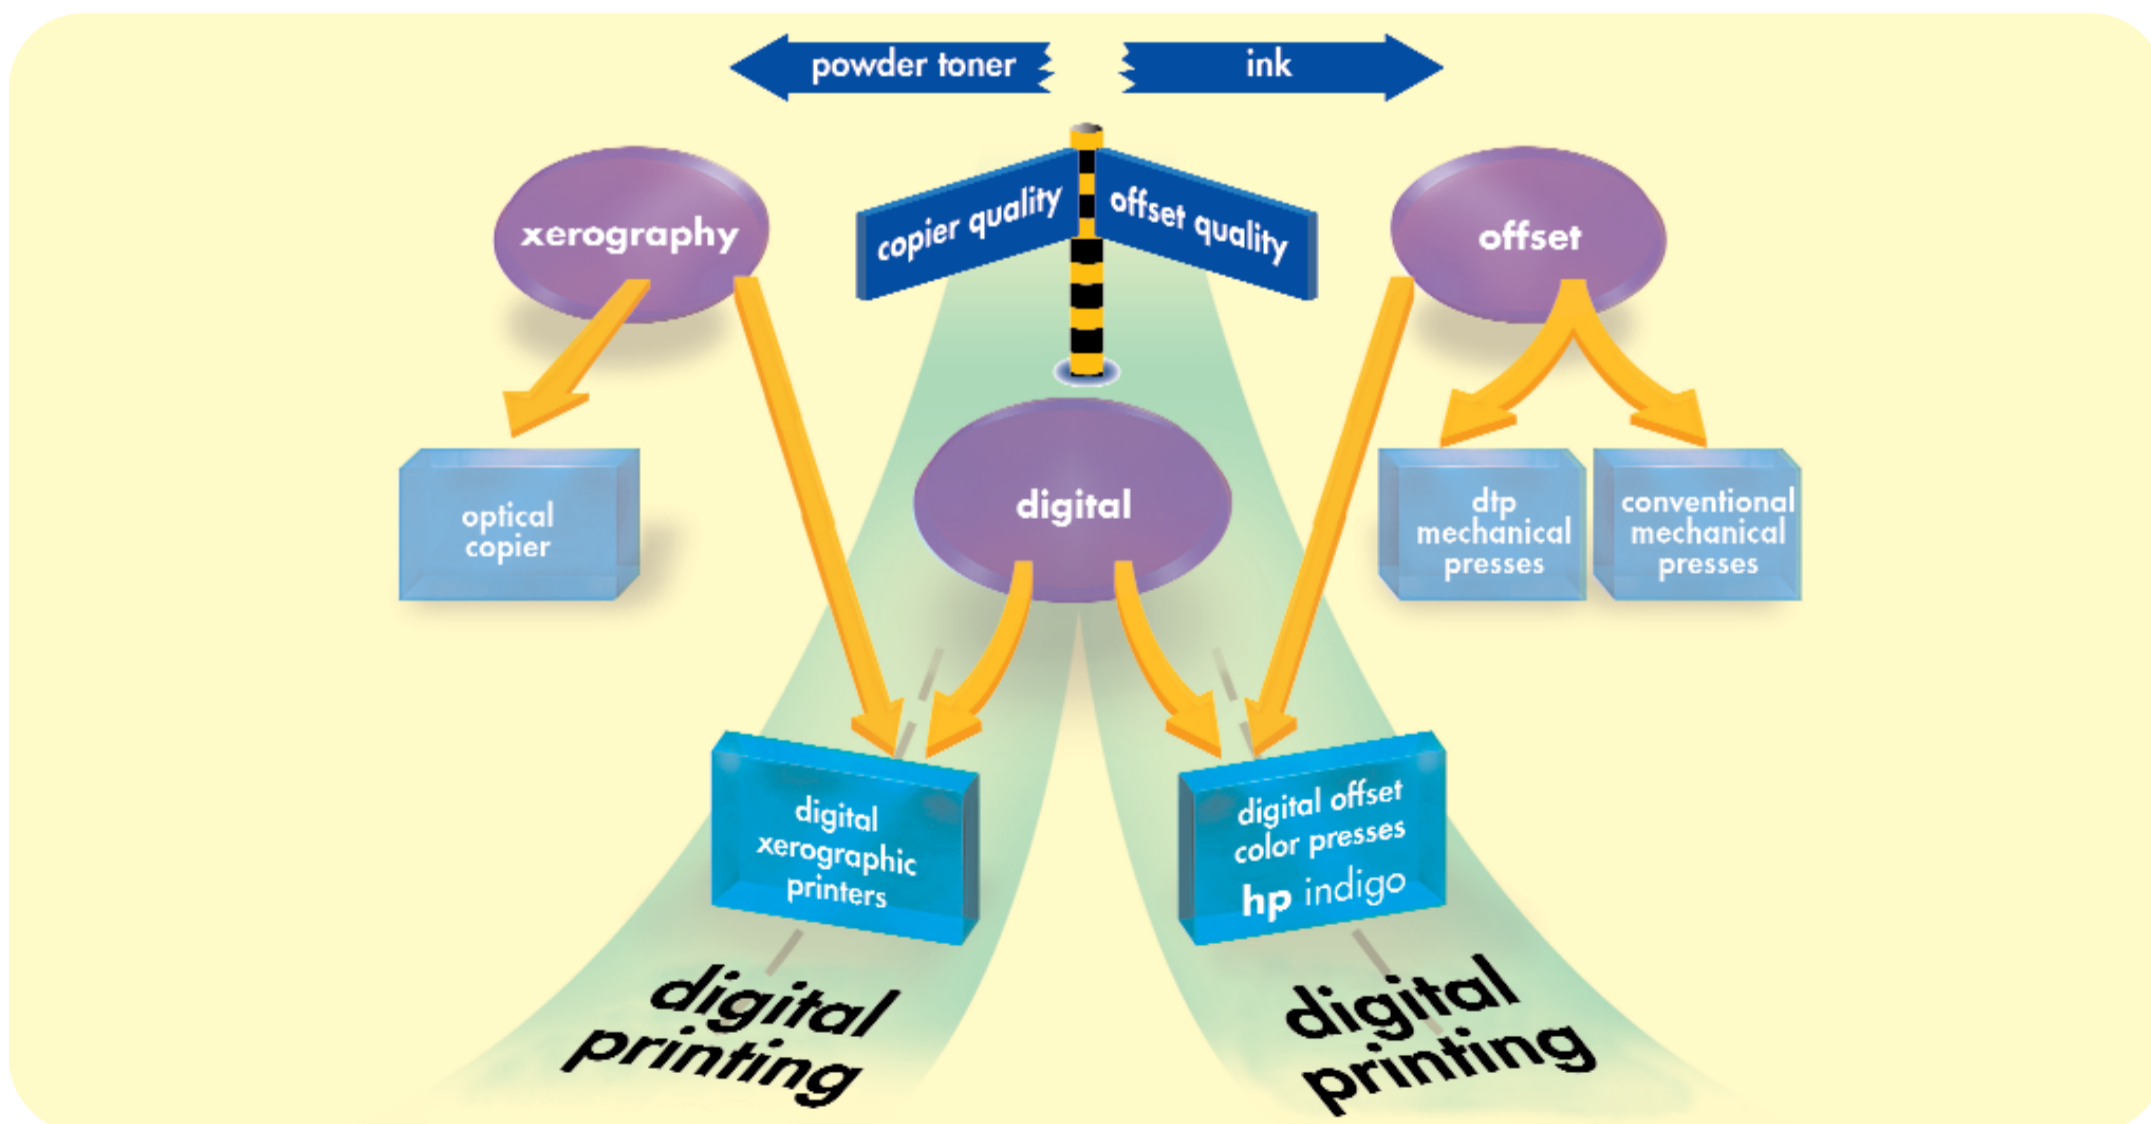 powder toner
ink
copier quality
offset quality
xerography
offset
digital
optical
copier
dtp
mechanical
presses
conventional
mechanical
presses
digital
xerographic
printers
digital offset
color presses
hp indigo
digital
printing
digital
printing